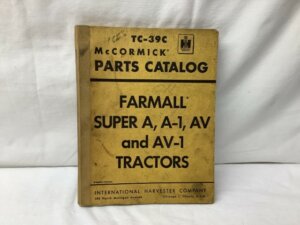 TC-39C
McCORMICK
PARTS CATALOG
FARMALL
SUPER A, A-1, AV
and AV-1
TRACTORS
INTERNATIONAL HARVESTER COMPANY